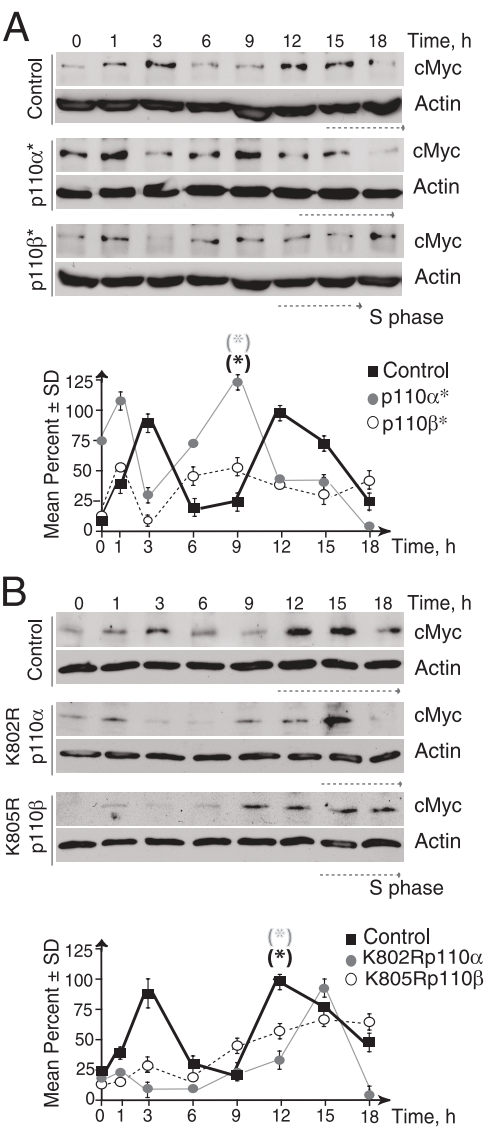 A
0 1 3 6 9 12 15 18 Time, h
Control
cMyc
Actin
p110α*
cMyc
Actin
p110β*
cMyc
Actin
S phase
(*)
(*)
Control
p110α*
p110β*
Mean Percent ± SD
125
100
75
50
25
0
0 1 3 6 9 12 15 18 Time, h
B
0 1 3 6 9 12 15 18 Time, h
Control
cMyc
Actin
K802R
p110α
cMyc
Actin
K805R
p110β
cMyc
Actin
S phase
(*)
(*)
Control
K802Rp110α
K805Rp110β
Mean Percent ± SD
125
100
75
50
25
0
0 1 3 6 9 12 15 18 Time, h